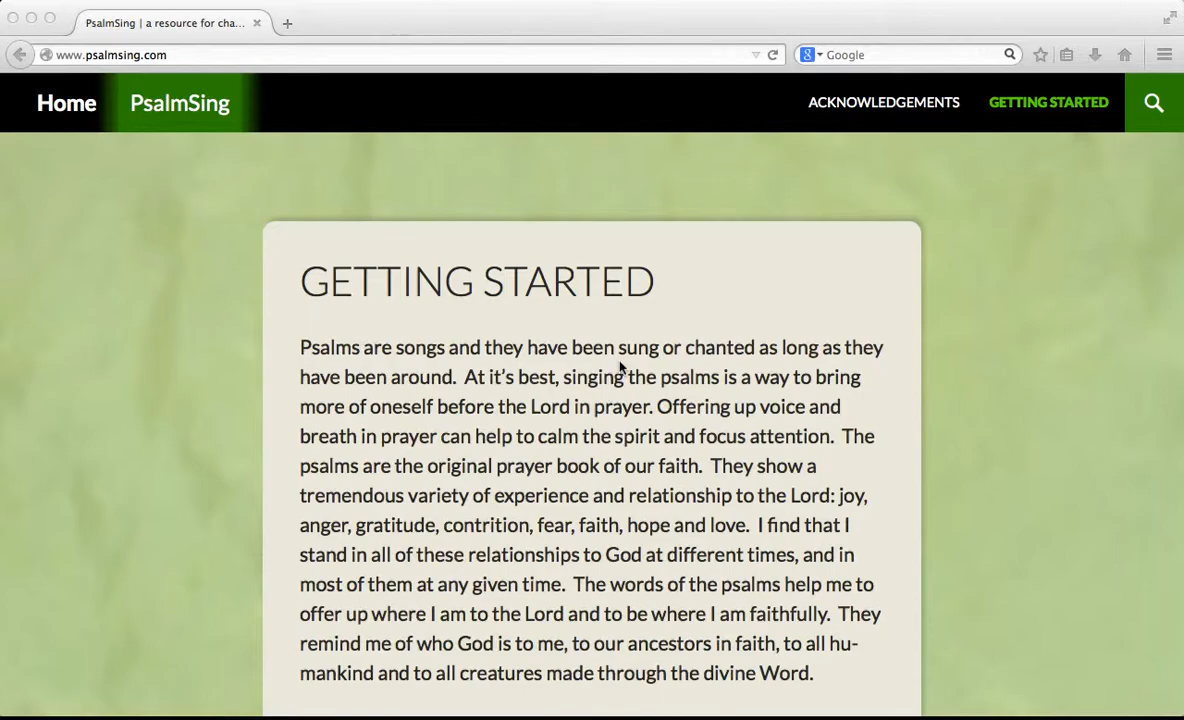 PsalmSing | a resource for cha...
www.psalmsing.com
Google
Home PsalmSing ACKNOWLEDGEMENTS GETTING STARTED
GETTING STARTED
Psalms are songs and they have been sung or chanted as long as they
have been around.  At it's best, singing the psalms is a way to bring
more of oneself before the Lord in prayer. Offering up voice and
breath in prayer can help to calm the spirit and focus attention.  The
psalms are the original prayer book of our faith.  They show a
tremendous variety of experience and relationship to the Lord: joy,
anger, gratitude, contrition, fear, faith, hope and love.  I find that I
stand in all of these relationships to God at different times, and in
most of them at any given time.  The words of the psalms help me to
offer up where I am to the Lord and to be where I am faithfully.  They
remind me of who God is to me, to our ancestors in faith, to all hu-
mankind and to all creatures made through the divine Word.